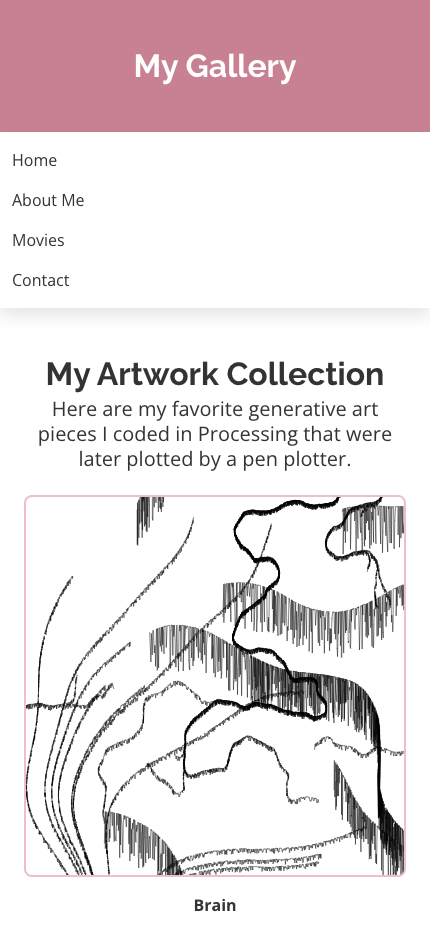 My Gallery
Home
About Me
Movies
Contact
My Artwork Collection
Here are my favorite generative art
pieces I coded in Processing that were
later plotted by a pen plotter.
Brain